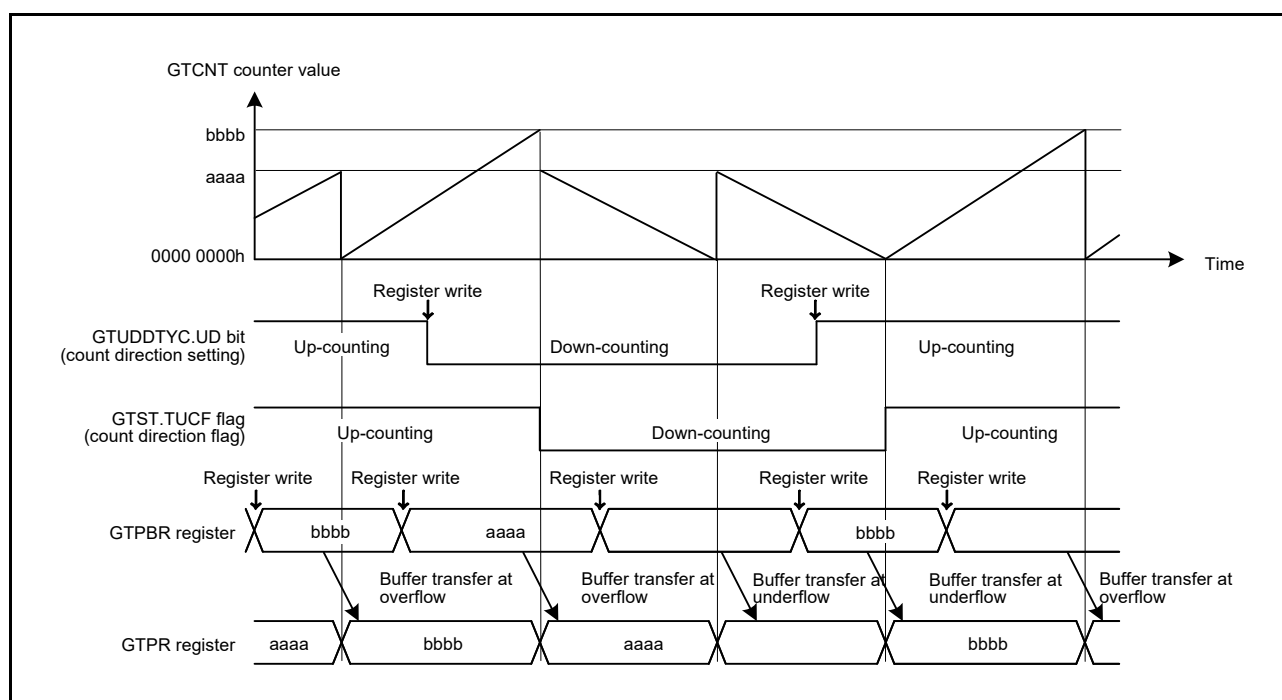 GTCNT counter value
bbbb
aaaa
0000 0000h
Time
Register write
Register write
GTUDDTYC.UD bit
(count direction setting)
Up-counting
Down-counting
Up-counting
GTST.TUCF flag
(count direction flag)
Up-counting
Down-counting
Up-counting
Register write
Register write
Register write
Register write
Register write
GTPBR register
bbbb
aaaa
bbbb
Buffer transfer at
overflow
Buffer transfer at
overflow
Buffer transfer at
underflow
Buffer transfer at
underflow
Buffer transfer at
overflow
GTPR register
aaaa
bbbb
aaaa
bbbb